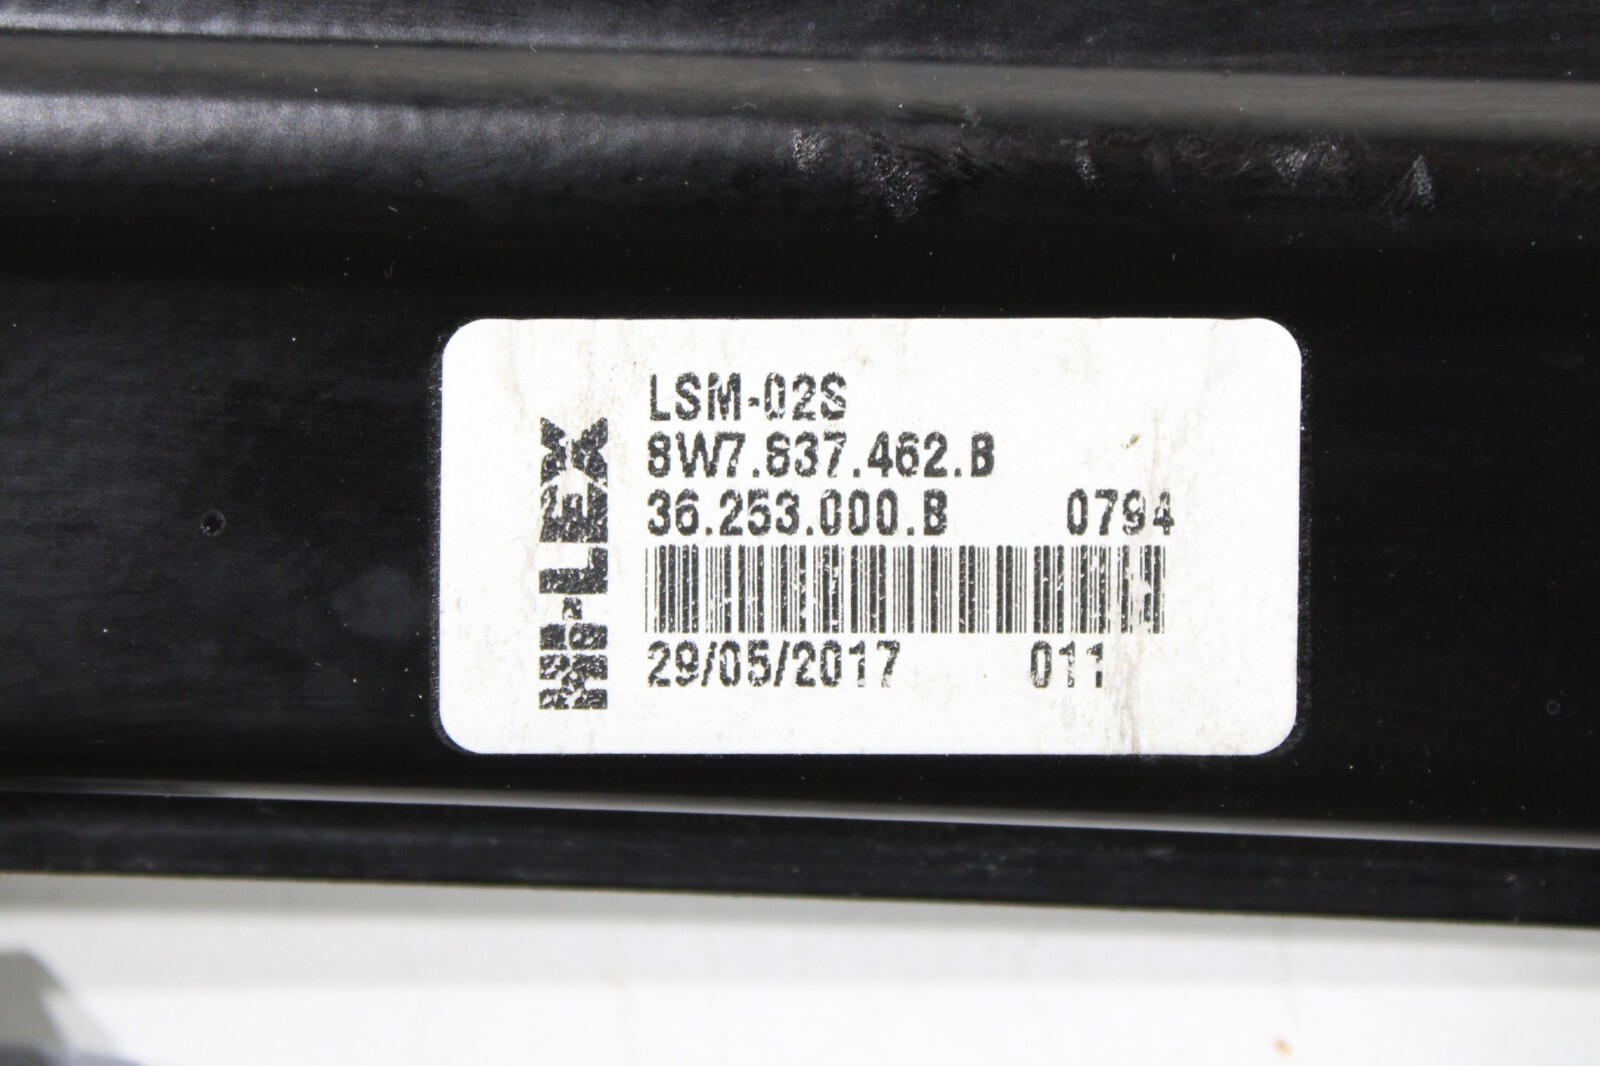 HI-LEX
LSM-02S
8W7.837.462.B
36.253.000.B 0794
29/05/2017 011